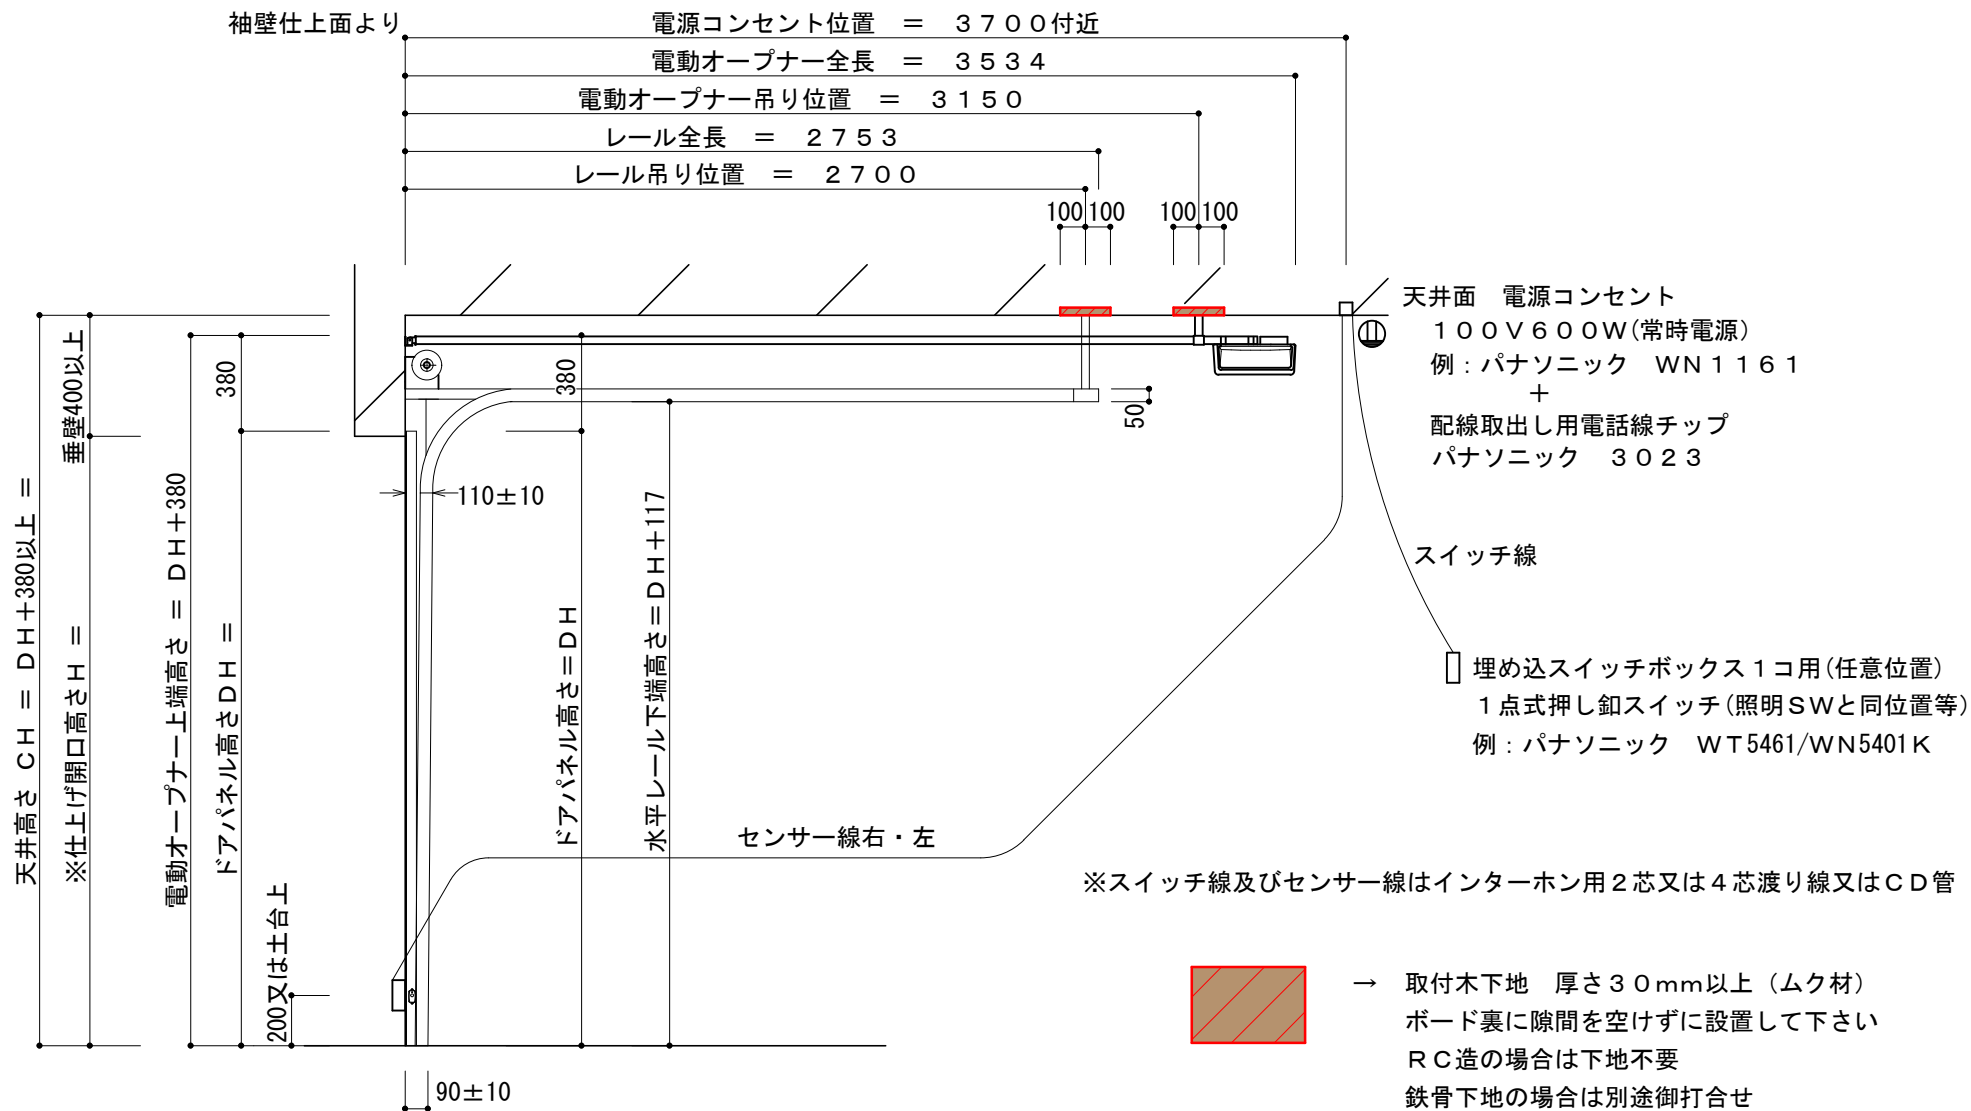 袖壁仕上面より
電源コンセント位置　＝　３７００付近
電動オープナー全長　＝　３５３４
電動オープナー吊り位置　＝　３１５０
レール全長　＝　２７５３
レール吊り位置　＝　２７００
100 100 100 100
天井高さ ＣＨ ＝ ＤＨ＋380以上 ＝
垂壁400以上
※仕上げ開口高さＨ ＝
電動オープナー上端高さ ＝ ＤＨ＋380
380
ドアパネル高さＤＨ ＝
200又は土台上
380
ドアパネル高さ＝ＤＨ
水平レール下端高さ＝ＤＨ＋117
50
110±10
90±10
天井面　電源コンセント
１００Ｖ６００Ｗ(常時電源)
例：パナソニック　ＷＮ１１６１
＋
配線取出し用電話線チップ
パナソニック　３０２３
スイッチ線
埋め込スイッチボックス１コ用(任意位置)
１点式押し釦スイッチ(照明ＳＷと同位置等)
例：パナソニック　ＷＴ5461/ＷＮ5401Ｋ
センサー線右・左
※スイッチ線及びセンサー線はインターホン用２芯又は４芯渡り線又はＣＤ管
→　取付木下地　厚さ３０ｍｍ以上（ムク材）
ボード裏に隙間を空けずに設置して下さい
ＲＣ造の場合は下地不要
鉄骨下地の場合は別途御打合せ